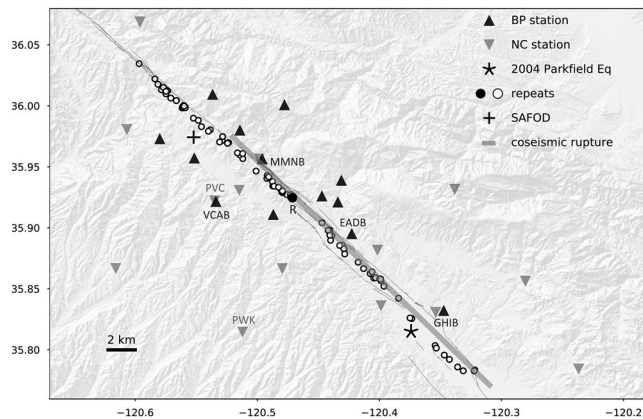 36.05
36.00
35.95
35.90
35.85
35.80
−120.6
−120.5
−120.4
−120.3
−120.2
BP station
NC station
2004 Parkfield Eq
repeats
SAFOD
coseismic rupture
MMNB
PVC
VCAB
R
EADB
GHIB
PWK
2 km